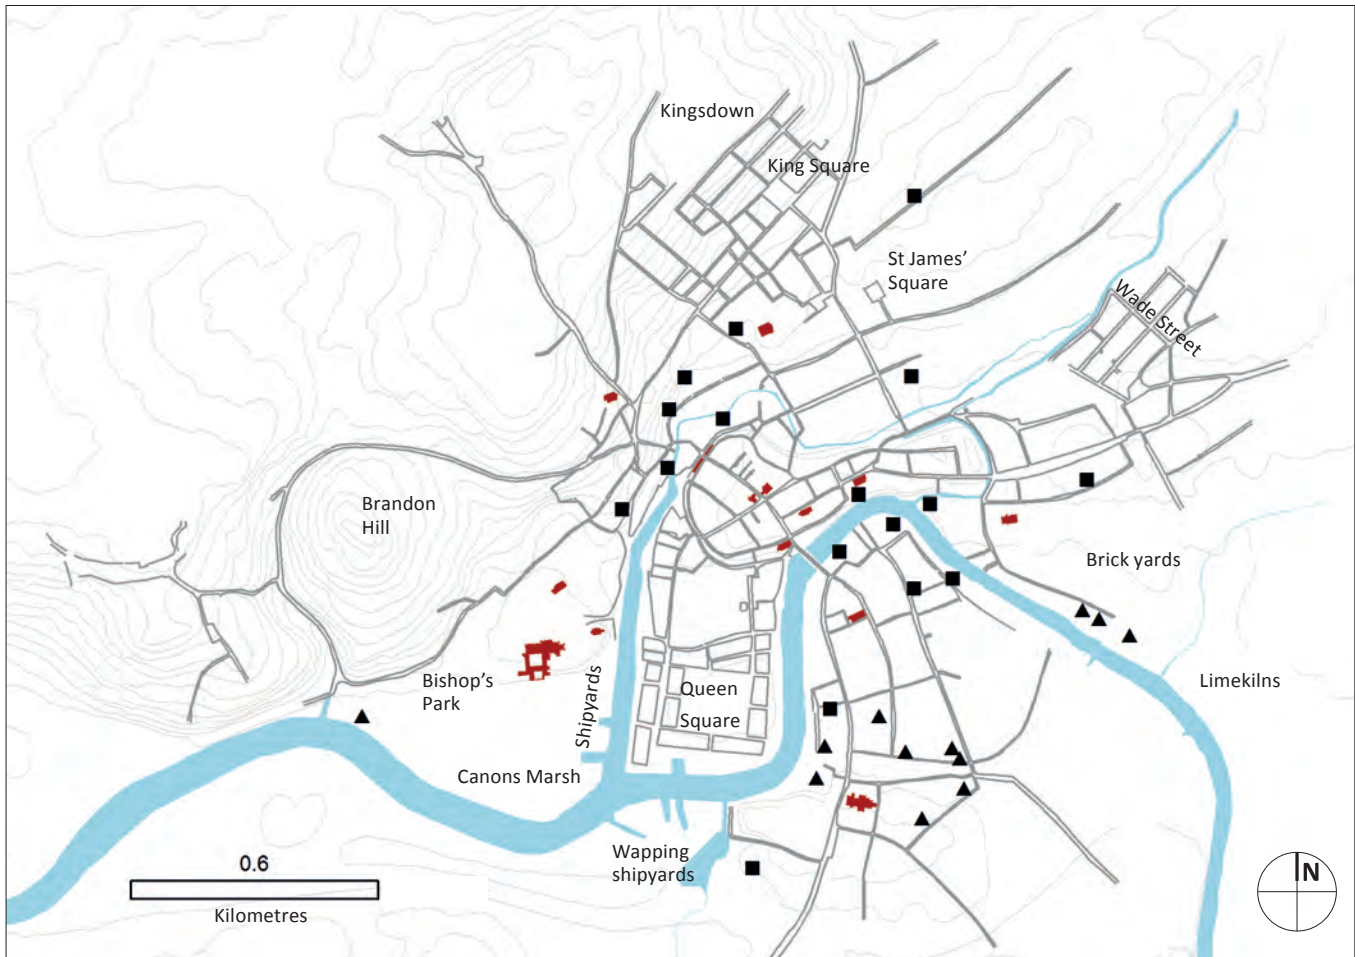 Kingsdown
King Square
St James’
Square
Wade Street
Brandon
Hill
Brick yards
Bishop’s
Park
Shipyards
Queen
Square
Limekilns
Canons Marsh
Wapping
shipyards
0.6
Kilometres
N